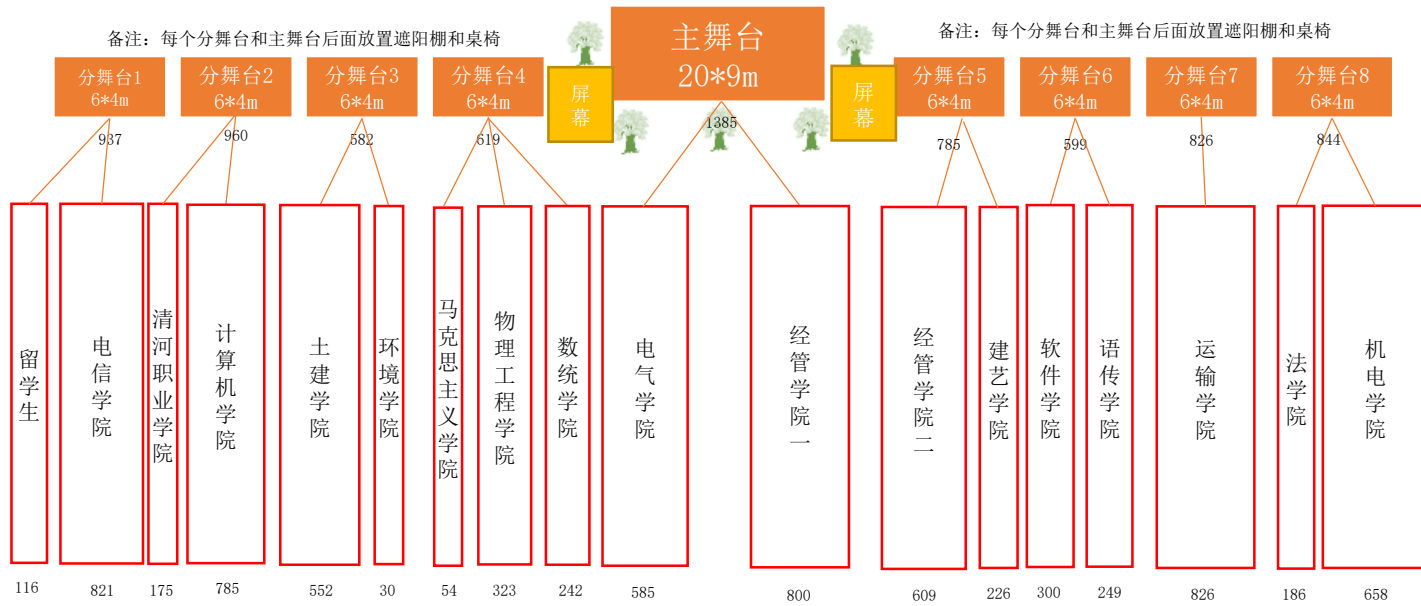 备注：每个分舞台和主舞台后面放置遮阳棚和桌椅
主舞台
20*9m
备注：每个分舞台和主舞台后面放置遮阳棚和桌椅
分舞台1
6*4m
分舞台2
6*4m
分舞台3
6*4m
分舞台4
6*4m
屏幕
屏幕
分舞台5
6*4m
分舞台6
6*4m
分舞台7
6*4m
分舞台8
6*4m
937
960
582
619
1385
785
599
826
844
留学生
电信学院
清河职业学院
计算机学院
土建学院
环境学院
马克思主义学院
物理工程学院
数统学院
电气学院
经管学院一
经管学院二
建艺学院
软件学院
语传学院
运输学院
法学院
机电学院
116
821
175
785
552
30
54
323
242
585
800
609
226
300
249
826
186
658